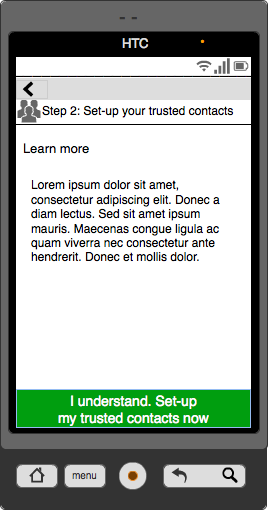 HTC
Step 2: Set-up your trusted contacts
Learn more
Lorem ipsum dolor sit amet,
consectetur adipiscing elit. Donec a
diam lectus. Sed sit amet ipsum
mauris. Maecenas congue ligula ac
quam viverra nec consectetur ante
hendrerit. Donec et mollis dolor.
I understand. Set-up
my trusted contacts now
menu